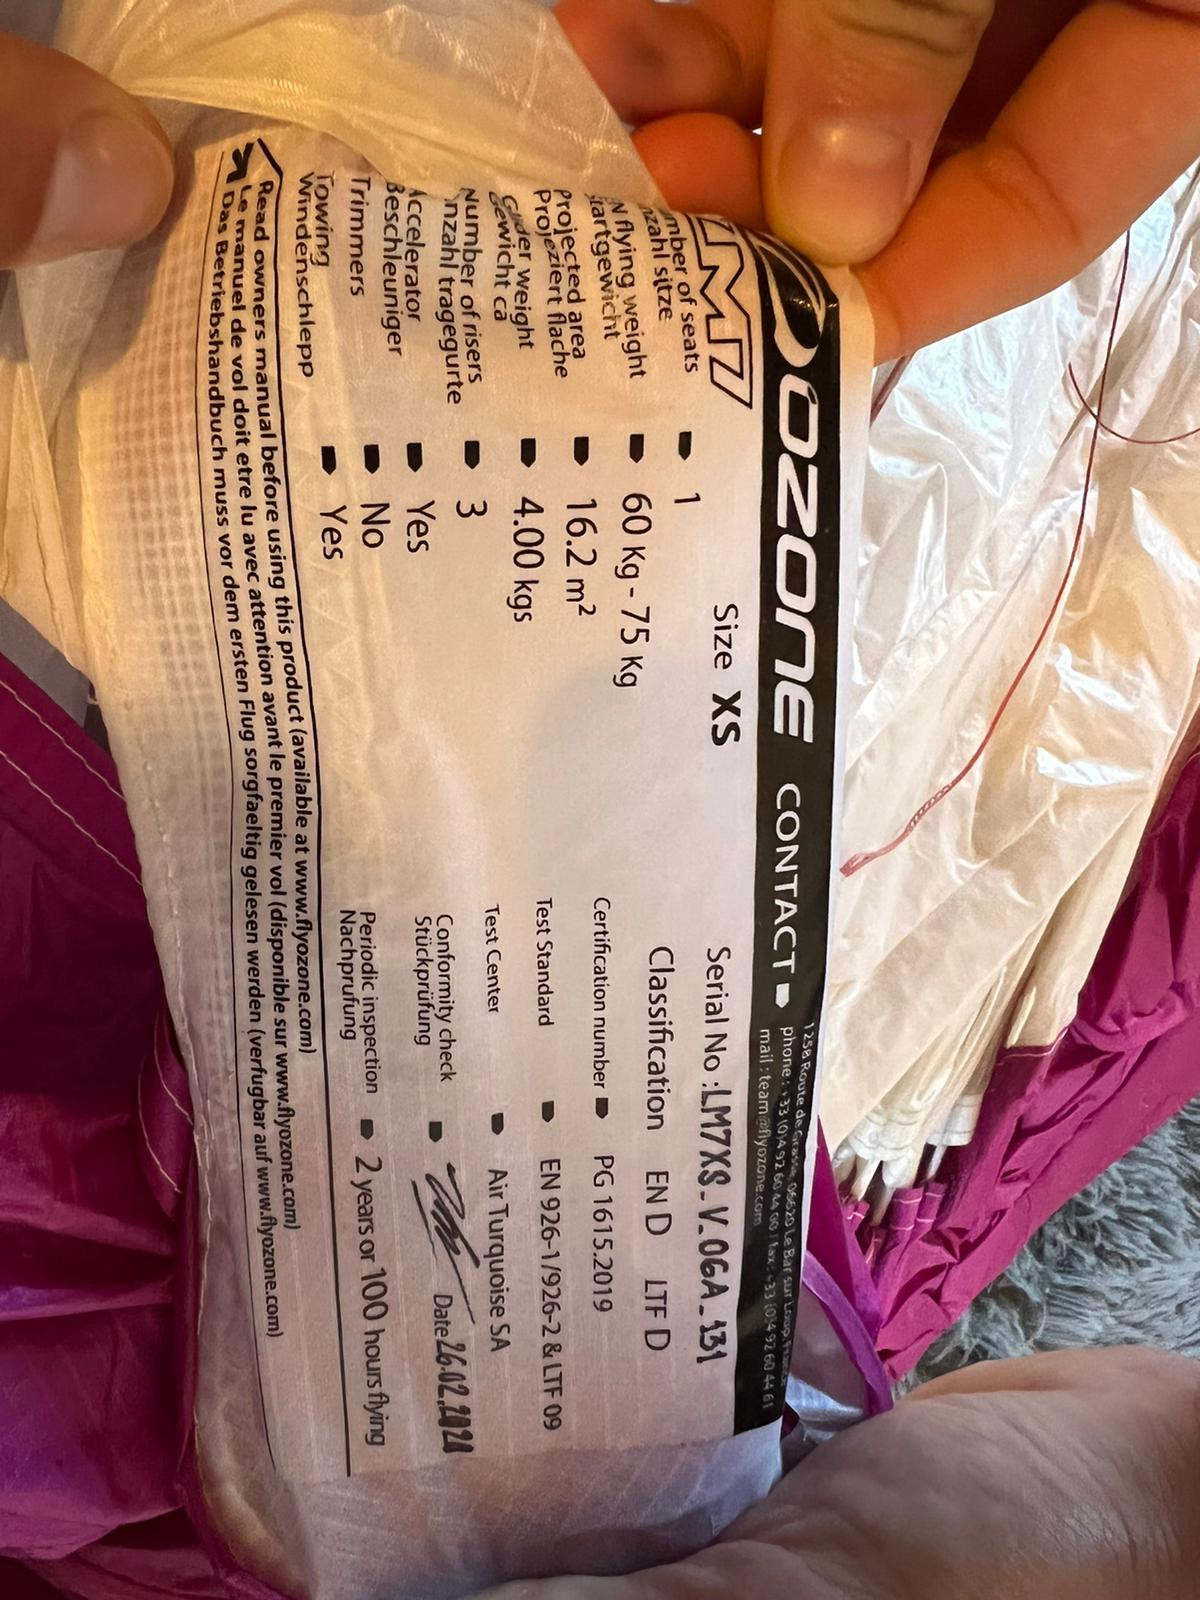 OZONE CONTACT
1258 Route de Grasse, 06620 Le Bar sur Loup, France
phone : +33 (0)4 92 60 44 00 / fax : +33 (0)4 92 60 44 61
mail : team@flyozone.com
LM7 Size XS Serial No : LM7XS-V-06A-131
mber of seats 1
nzahl sitze
N flying weight 60 Kg - 75 Kg
tartgewicht
Projected area 16.2 m²
Projeziert flache
Glider weight 4.00 kgs
Gewicht ca
Number of risers 3
nzahl tragegurte
Accelerator Yes
Beschleuniger
Trimmers No
Towing Yes
Windenschlepp
Classification EN D LTF D
Certification number PG 1615.2019
Test Standard EN 926-1/926-2 & LTF 09
Test Center Air Turquoise SA
Conformity check Date
Stückprüfung
Periodic inspection 2 years or 100 hours flying
Nachprufung
Read owners manual before using this product (available at www.flyozone.com)
Le manuel de vol doit etre lu avec attention avant le premier vol (disponible sur www.flyozone.com)
Das Betriebshandbuch muss vor dem ersten Flug sorgfaeltig gelesen werden (verfugbar auf www.flyozone.com)